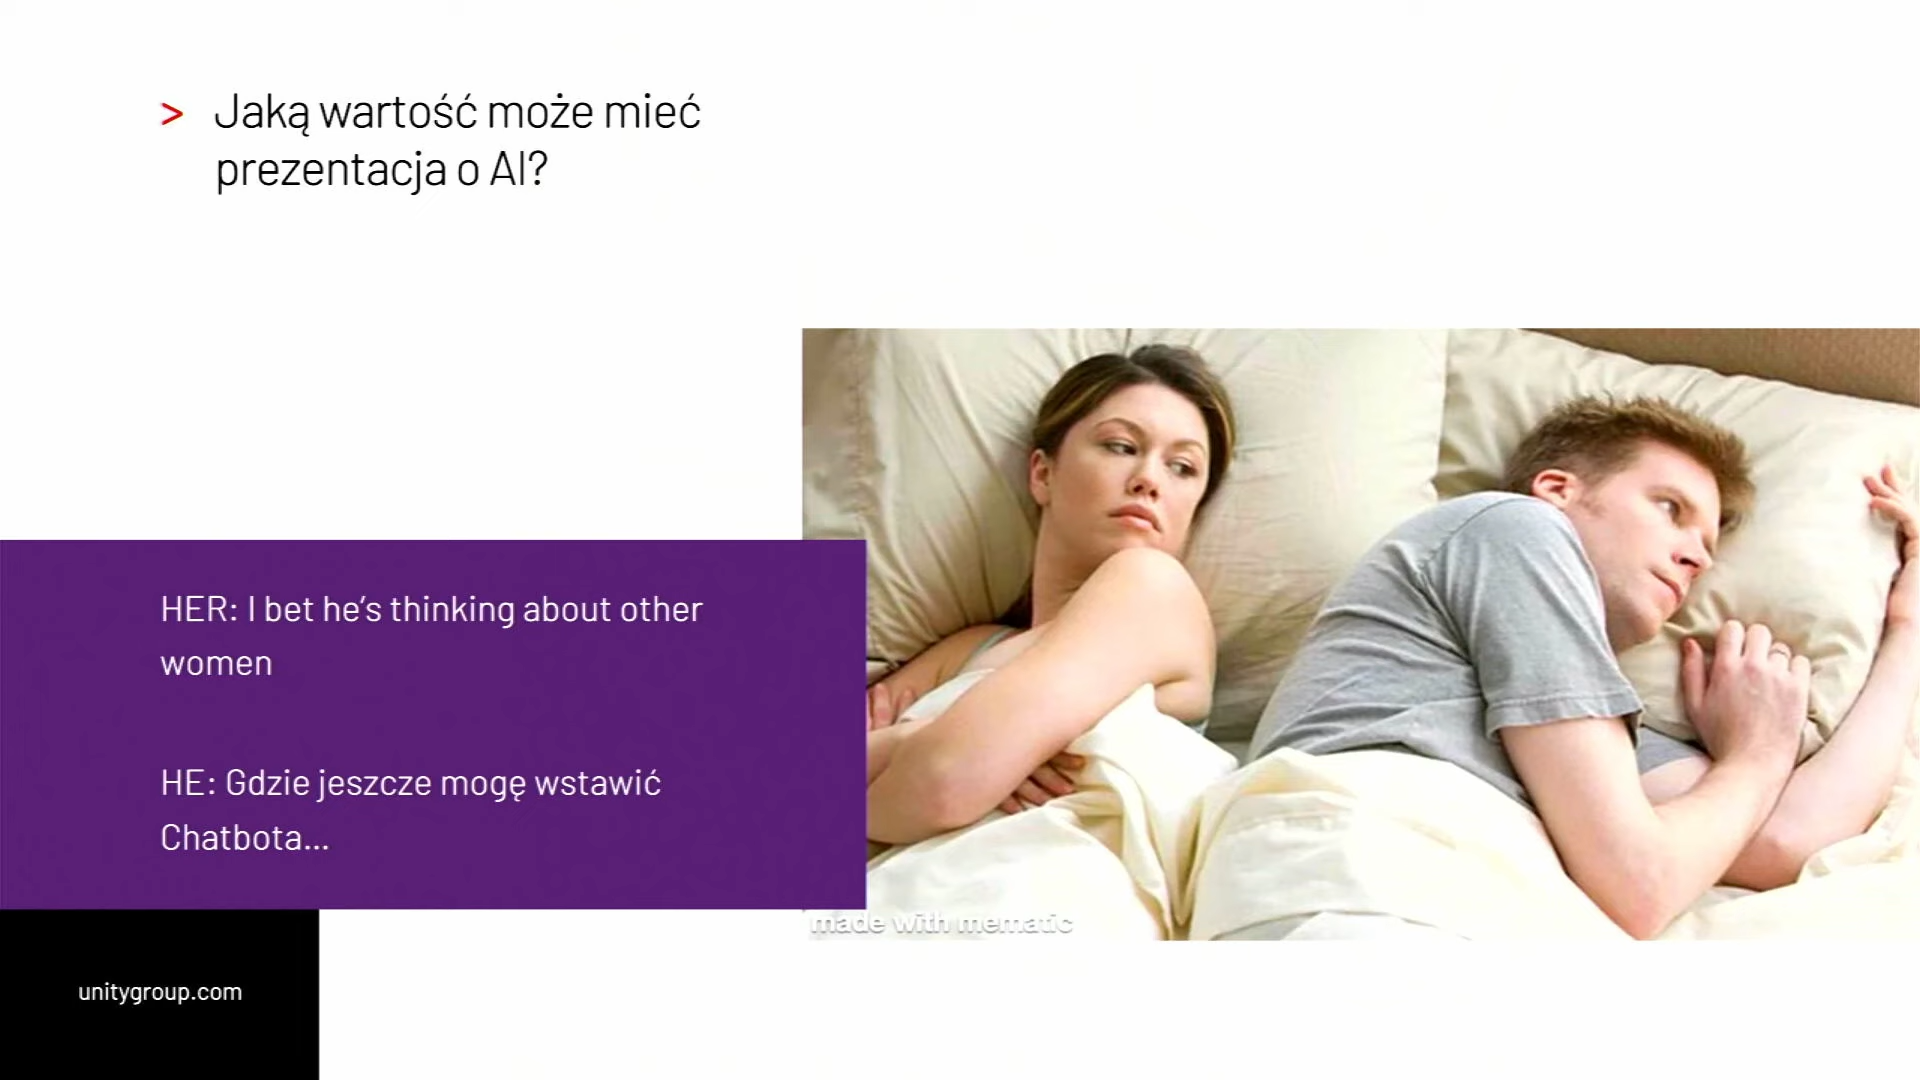 > Jaką wartość może mieć
prezentacja o AI?
HER: I bet he's thinking about other
women
HE: Gdzie jeszcze mogę wstawić
Chatbota...
made with mematic
unitygroup.com